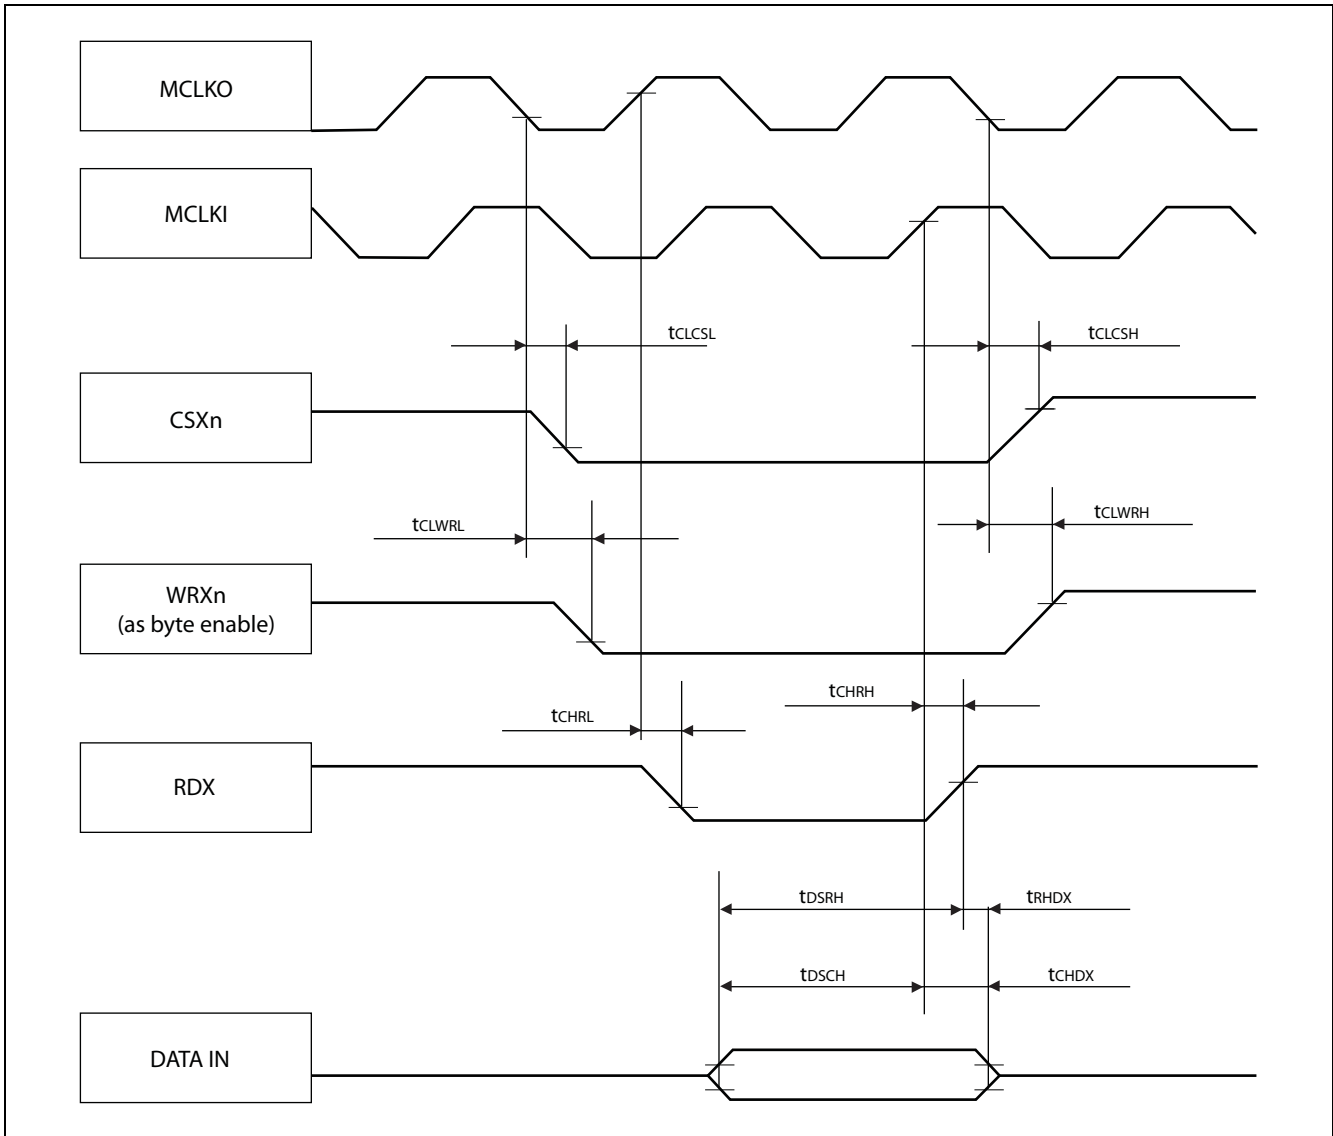 MCLKO
MCLKI
tCLCSL
tCLCSH
CSXn
tCLWRL
tCLWRH
WRXn
(as byte enable)
tCHRH
tCHRL
RDX
tDSRH
tRHDX
tDSCH
tCHDX
DATA IN